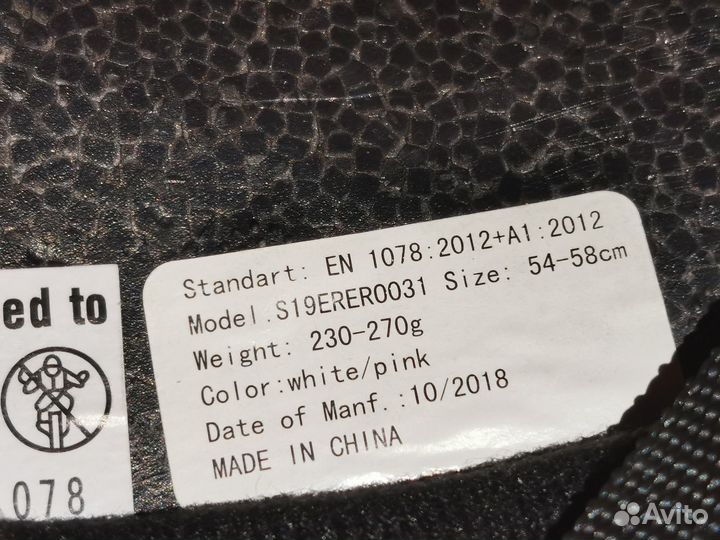 Standart: EN 1078:2012+A1:2012
Model.S19ERER0031 Size: 54-58cm
Weight: 230-270g
Color:white/pink
Date of Manf.:10/2018
MADE IN CHINA
ed to
078
Avito